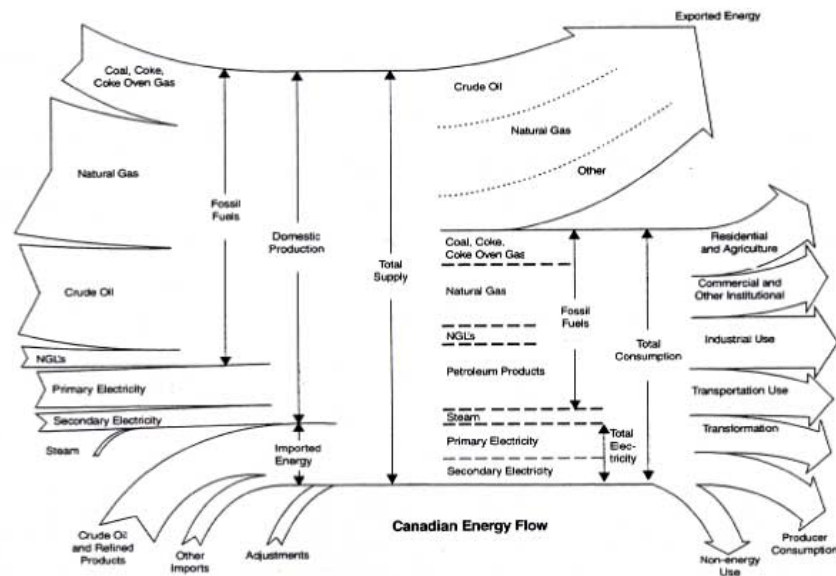 Exported Energy
Coal, Coke,
Coke Oven Gas
Natural Gas
Crude Oil
NGL's
Primary Electricity
Secondary Electricity
Steam
Crude Oil
and Refined
Products
Other
Imports
Adjustments
Fossil
Fuels
Domestic
Production
Imported
Energy
Total
Supply
Crude Oil
Natural Gas
Other
Coal, Coke,
Coke Oven Gas
Natural Gas
NGL's
Petroleum Products
Steam
Primary Electricity
Secondary Electricity
Fossil
Fuels
Total
Elec-
tricity
Total
Consumption
Residential
and Agriculture
Commercial and
Other Institutional
Industrial Use
Transportation Use
Transformation
Producer
Consumption
Non-energy
Use
Canadian Energy Flow